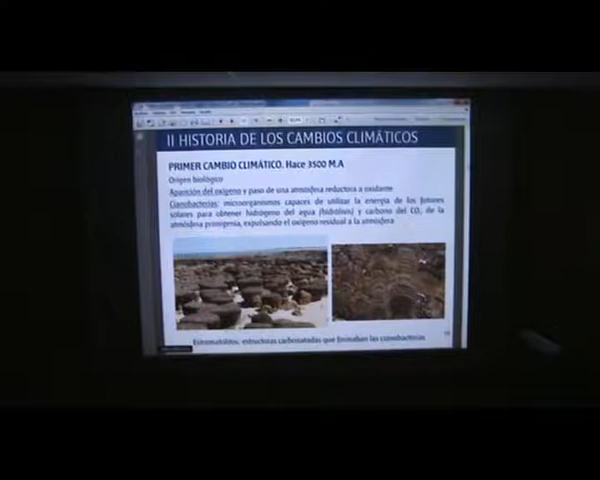 II HISTORIA DE LOS CAMBIOS CLIMÁTICOS
PRIMER CAMBIO CLIMÁTICO. Hace 3500 M.A
Origen biológico
Aparición del oxígeno y paso de una atmósfera reductora a oxidante
Cianobacterias: microorganismos capaces de utilizar la energía de los fotones
solares para obtener hidrógeno del agua (hidrólisis) y carbono del CO₂ de la
atmósfera primigenia, expulsando el oxígeno residual a la atmósfera
Estromatolitos, estructuras carbonatadas que formaban las cianobacterias